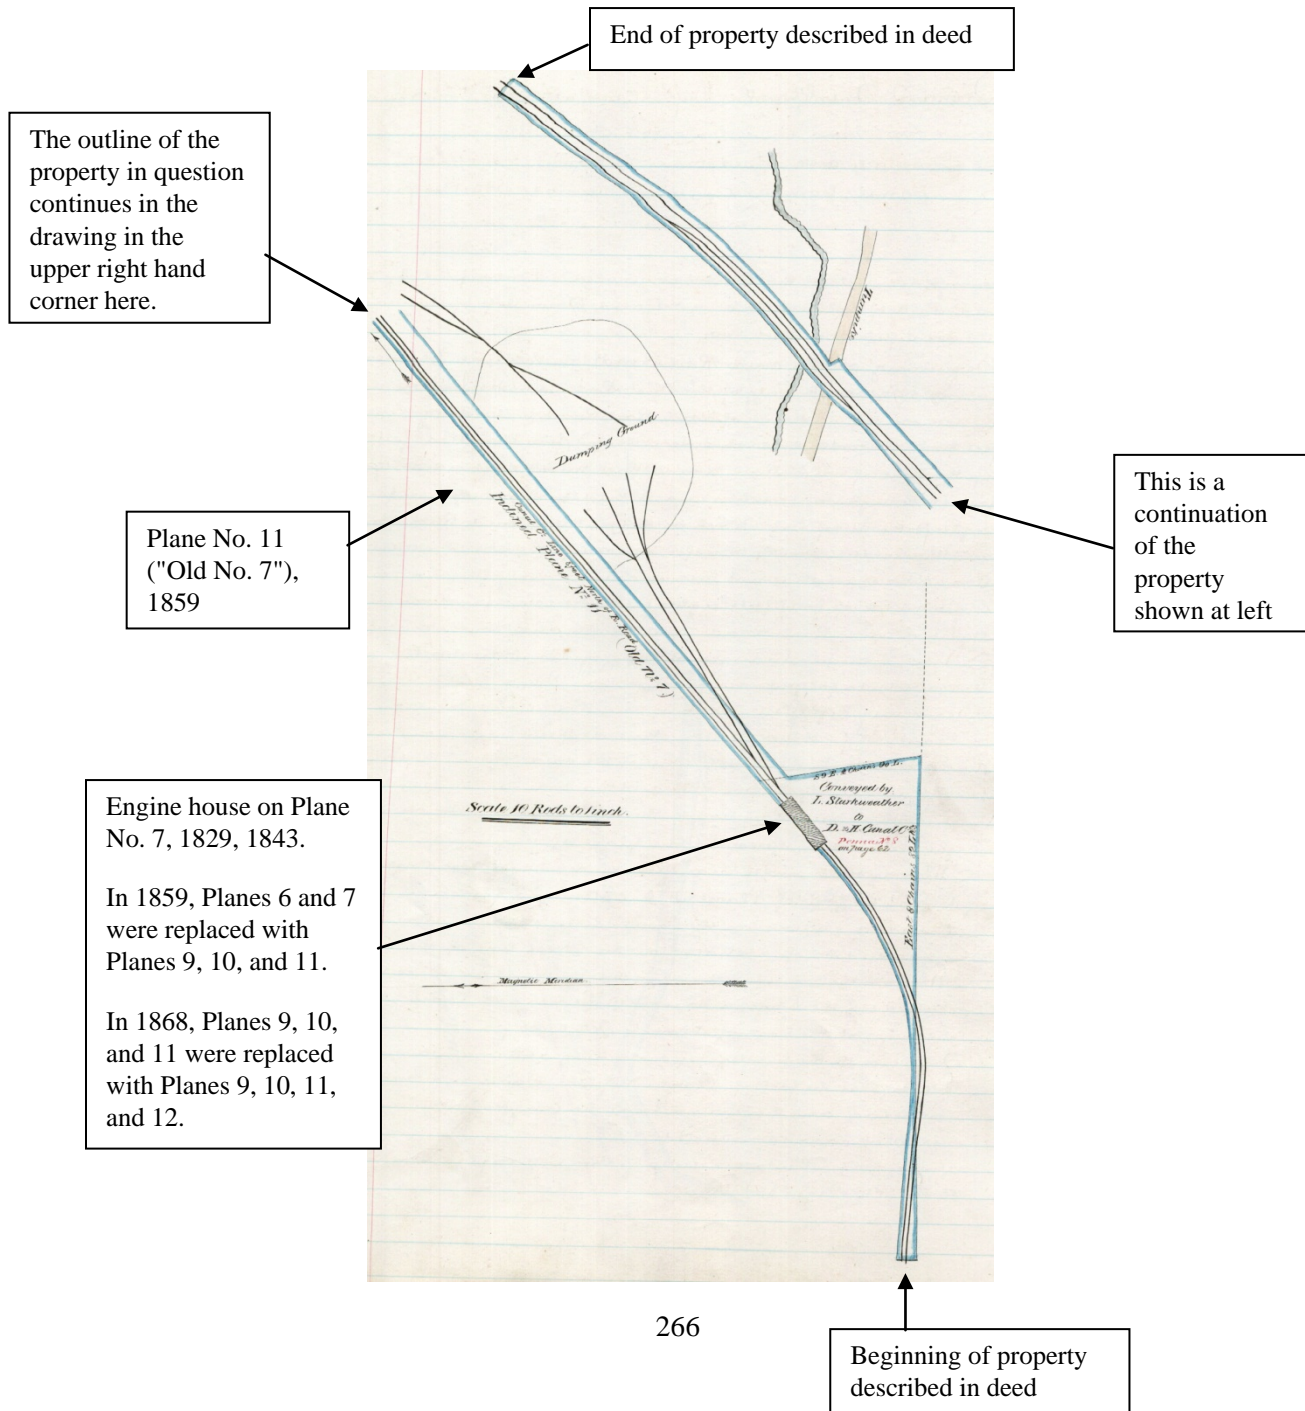 End of property described in deed
The outline of the
property in question
continues in the
drawing in the
upper right hand
corner here.
Turnpike
Dumping Ground
This is a
continuation
of the
property
shown at left
Plane No. 11
("Old No. 7"),
1859
Inclined Plane No. 11 (Old No. 7)
Conveyed by
L. Starkweather
to
D. & H. Canal Co.
on page 62
Engine house on Plane
No. 7, 1829, 1843.
In 1859, Planes 6 and 7
were replaced with
Planes 9, 10, and 11.
In 1868, Planes 9, 10,
and 11 were replaced
with Planes 9, 10, 11,
and 12.
Scale 10 Rods to 1 inch.
Magnetic Meridian
266
Beginning of property
described in deed